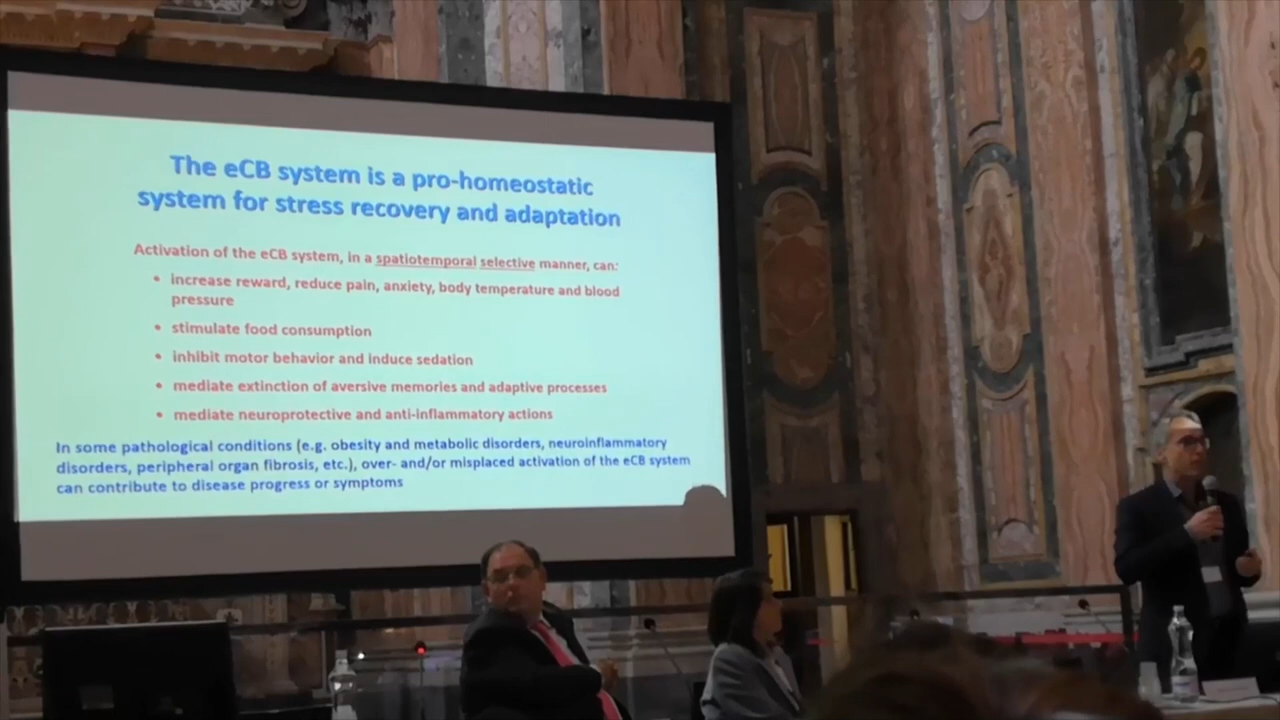 The eCB system is a pro-homeostatic
system for stress recovery and adaptation
Activation of the eCB system, in a spatiotemporal selective manner, can:
• increase reward, reduce pain, anxiety, body temperature and blood
pressure
• stimulate food consumption
• inhibit motor behavior and induce sedation
• mediate extinction of aversive memories and adaptive processes
• mediate neuroprotective and anti-inflammatory actions
In some pathological conditions (e.g. obesity and metabolic disorders, neuroinflammatory
disorders, peripheral organ fibrosis, etc.), over- and/or misplaced activation of the eCB system
can contribute to disease progress or symptoms